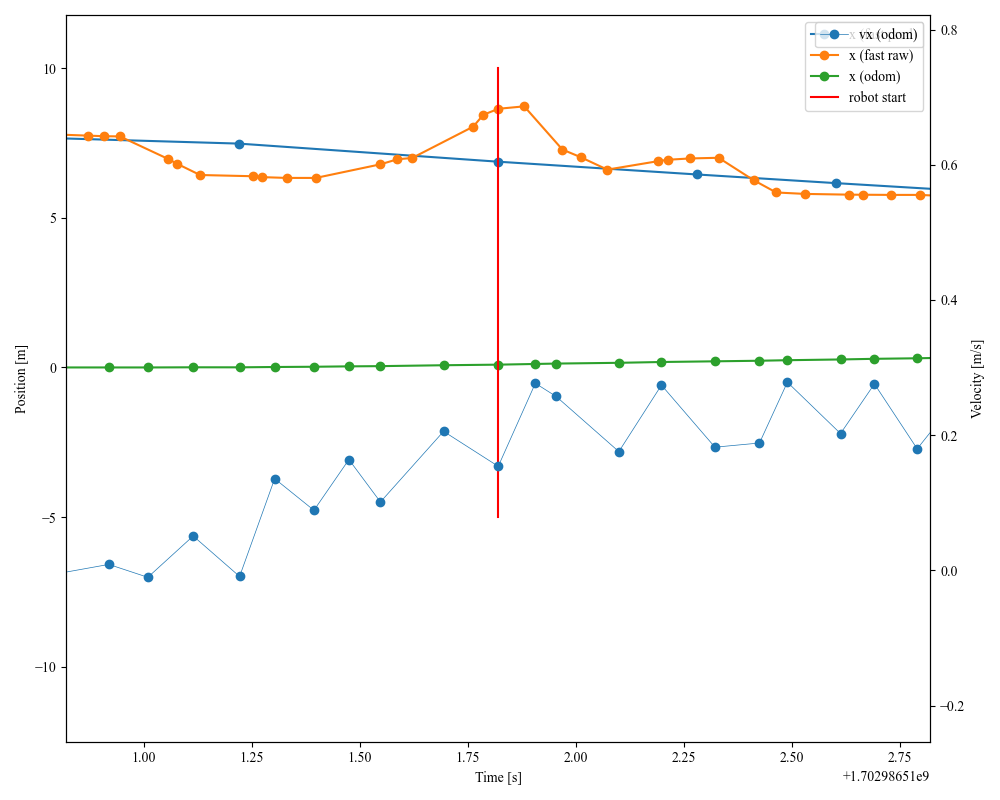 vx (odom)
x (fast raw)
x (odom)
robot start
10
5
0
−5
−10
Position [m]
0.8
0.6
0.4
0.2
0.0
−0.2
Velocity [m/s]
1.00
1.25
1.50
1.75
2.00
2.25
2.50
2.75
Time [s]
+1.70298651e9